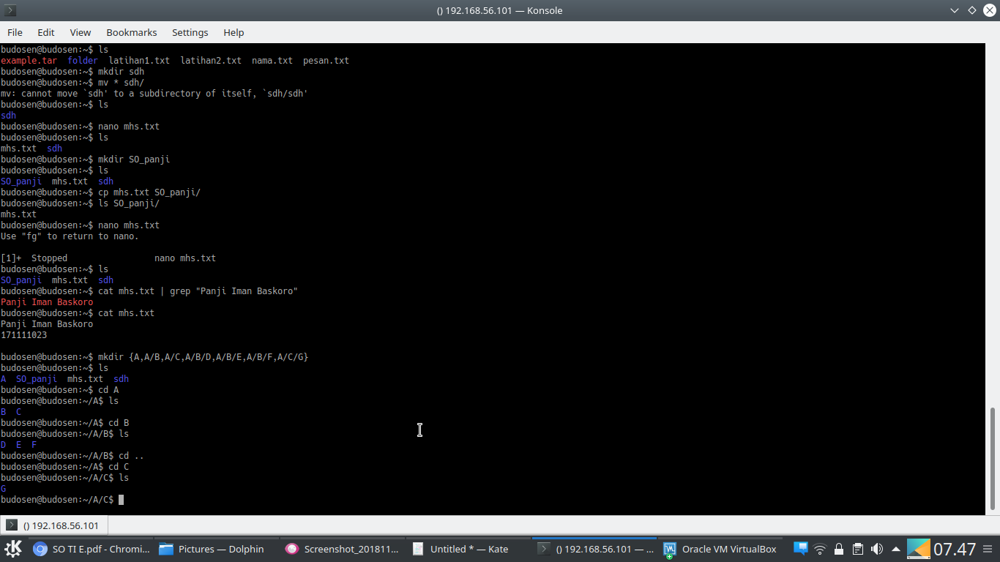 () 192.168.56.101 — Konsole
File Edit View Bookmarks Settings Help
budosen@budosen:~$ ls
example.tar  folder  latihan1.txt  latihan2.txt  nama.txt  pesan.txt
budosen@budosen:~$ mkdir sdh
budosen@budosen:~$ mv * sdh/
mv: cannot move `sdh' to a subdirectory of itself, `sdh/sdh'
budosen@budosen:~$ ls
sdh
budosen@budosen:~$ nano mhs.txt
budosen@budosen:~$ ls
mhs.txt  sdh
budosen@budosen:~$ mkdir SO_panji
budosen@budosen:~$ ls
SO_panji  mhs.txt  sdh
budosen@budosen:~$ cp mhs.txt SO_panji/
budosen@budosen:~$ ls SO_panji/
mhs.txt
budosen@budosen:~$ nano mhs.txt
Use "fg" to return to nano.
[1]+  Stopped                 nano mhs.txt
budosen@budosen:~$ ls
SO_panji  mhs.txt  sdh
budosen@budosen:~$ cat mhs.txt | grep "Panji Iman Baskoro"
Panji Iman Baskoro
budosen@budosen:~$ cat mhs.txt
Panji Iman Baskoro
171111023
budosen@budosen:~$ mkdir {A,A/B,A/C,A/B/D,A/B/E,A/B/F,A/C/G}
budosen@budosen:~$ ls
A  SO_panji  mhs.txt  sdh
budosen@budosen:~$ cd A
budosen@budosen:~/A$ ls
B  C
budosen@budosen:~/A$ cd B
budosen@budosen:~/A/B$ ls
D  E  F
budosen@budosen:~/A/B$ cd ..
budosen@budosen:~/A$ cd C
budosen@budosen:~/A/C$ ls
G
budosen@budosen:~/A/C$
() 192.168.56.101
SO TI E.pdf - Chromi... Pictures — Dolphin Screenshot_201811... Untitled * — Kate () 192.168.56.101 — ... Oracle VM VirtualBox 07.47